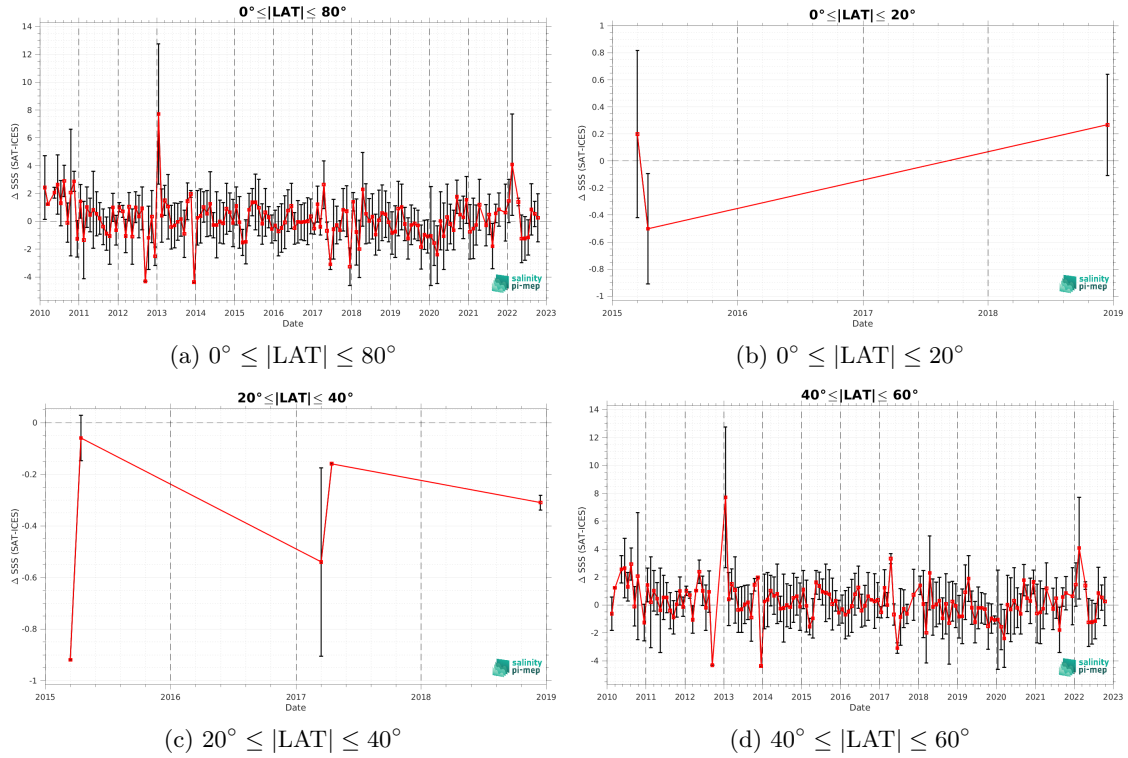 0°≤|LAT|≤ 80°
14
12
10
8
6
4
2
0
-2
-4
Δ SSS (SAT-ICES)
2010 2011 2012 2013 2014 2015 2016 2017 2018 2019 2020 2021 2022 2023
Date
salinity
pi-mep
(a) 0° ≤ |LAT| ≤ 80°
0°≤|LAT|≤ 20°
1
0.8
0.6
0.4
0.2
0
-0.2
-0.4
-0.6
-0.8
-1
Δ SSS (SAT-ICES)
2015 2016 2017 2018 2019
Date
salinity
pi-mep
(b) 0° ≤ |LAT| ≤ 20°
20°≤|LAT|≤ 40°
0
-0.2
-0.4
-0.6
-0.8
-1
Δ SSS (SAT-ICES)
2015 2016 2017 2018 2019
Date
salinity
pi-mep
(c) 20° ≤ |LAT| ≤ 40°
40°≤|LAT|≤ 60°
14
12
10
8
6
4
2
0
-2
-4
Δ SSS (SAT-ICES)
2010 2011 2012 2013 2014 2015 2016 2017 2018 2019 2020 2021 2022 2023
Date
salinity
pi-mep
(d) 40° ≤ |LAT| ≤ 60°